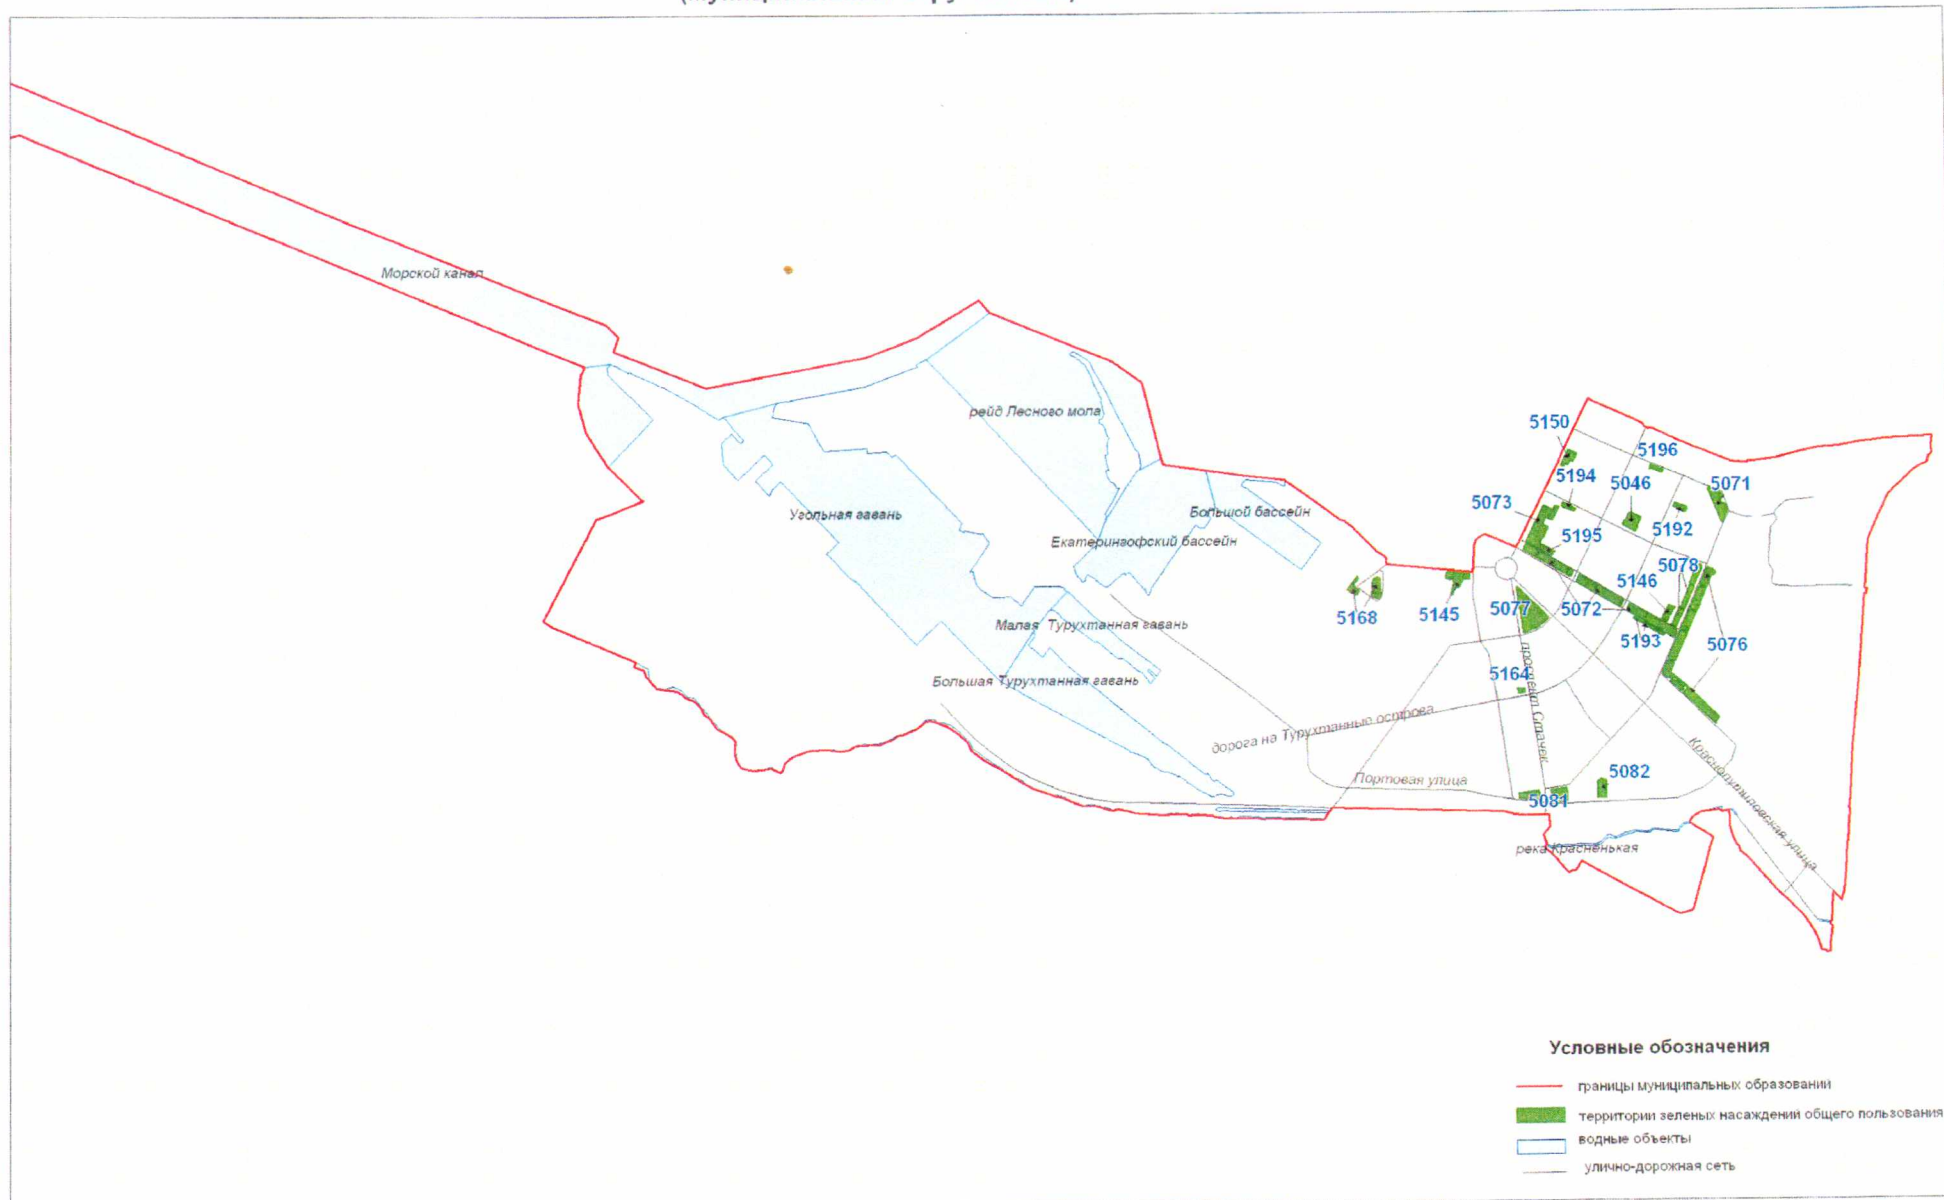 Морской канал
рейд Лесного мола
Угольная гавань
Большой бассейн
Екатерингофский бассейн
Малая Турухтанная гавань
Большая Турухтанная гавань
5150
5196
5194
5046
5071
5073
5195
5192
5078
5146
5168
5145
5077
5072
5193
5076
5164
проспект Стачек
дорога на Турухтанные острова
Портовая улица
5082
5081
Краснопутиловская улица
река Красненькая
Условные обозначения
границы муниципальных образований
территории зеленых насаждений общего пользования
водные объекты
улично-дорожная сеть